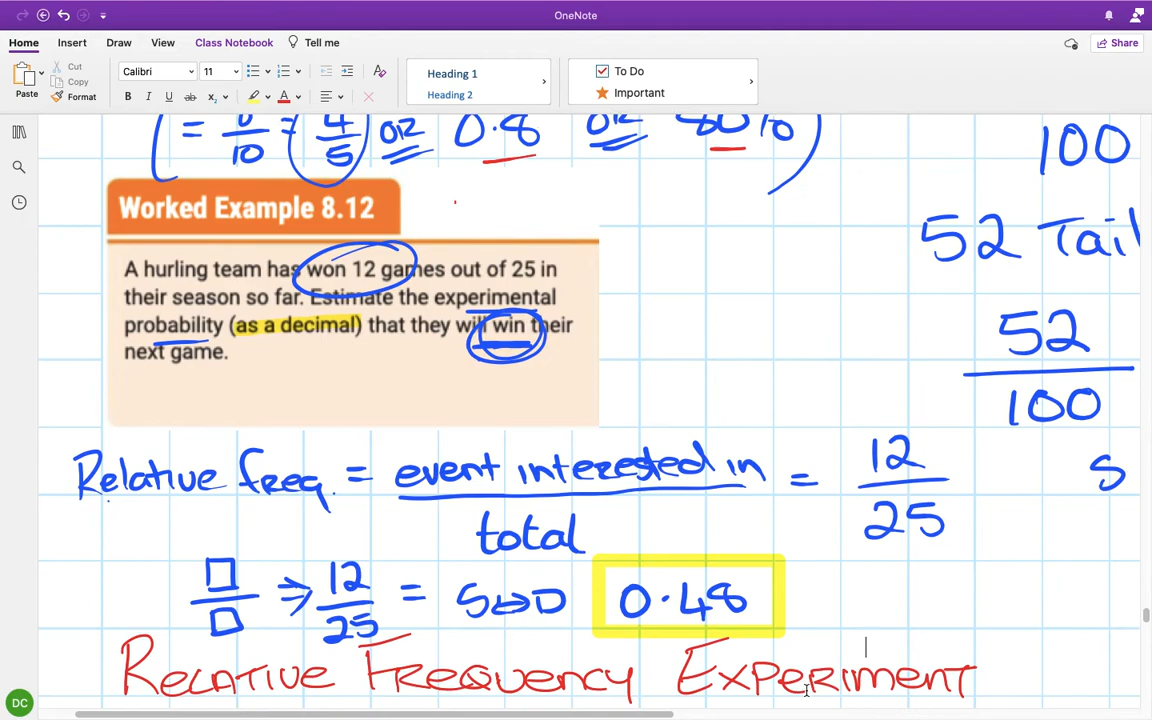 OneNote
Home Insert Draw View Class Notebook Tell me Share
Paste Cut Copy Format
Calibri 11 Heading 1 Heading 2 To Do Important
B I U ab x₂ A
= /10 = 4/5 or 0.8 or 80% 100
Worked Example 8.12
52 Tail
A hurling team has won 12 games out of 25 in
their season so far. Estimate the experimental
probability (as a decimal) that they will win their
next game.
52/100
Relative freq. = event interested in / total = 12/25 S
□/□ ⇒ 12/25 = S⇔D 0.48
RELATIVE FREQUENCY EXPERIMENT
DC